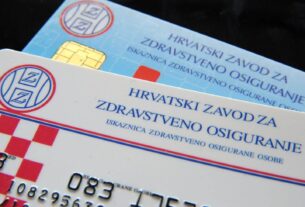 HRVATSKI ZAVOD ZA
ZDRAVSTVENO OSIGURANJE
ISKAZNICA ZDRAVSTVENO OSIGURANE OSOBE
HRVATSKI ZAVOD ZA
ZDRAVSTVENO OSIGURANJE
ISKAZNICA ZDRAVSTVENO OSIGURANE OSOBE
083